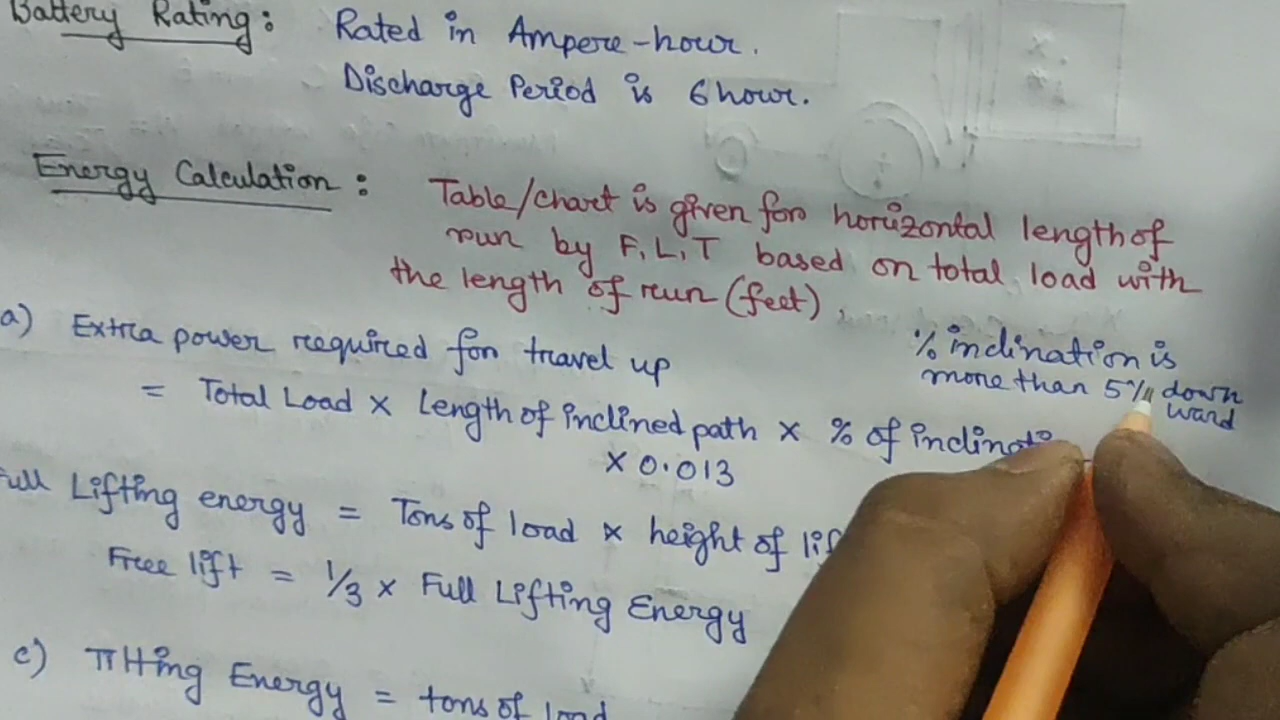 Battery Rating: Rated in Ampere-hour.
Discharge Period is 6 hour.
Energy Calculation: Table/chart is given for horizontal length of
run by F.L.T based on total load with
the length of run (feet).
a) Extra power required for travel up
= Total Load × Length of inclined path × % of
× 0.013
% inclination is
more than 5% down
ward
Full Lifting energy = Tons of load × height of
Free lift = 1/3 × Full Lifting Energy
c) Energy = tons of load